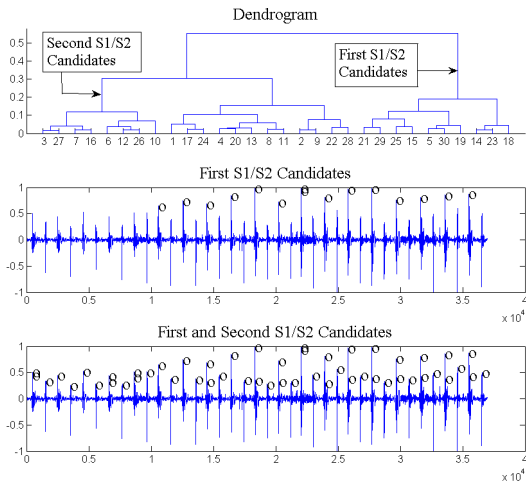 Dendrogram
Second S1/S2
Candidates
First S1/S2
Candidates
0.5
0.4
0.3
0.2
0.1
0
3 27 7 16 6 12 26 10 1 17 24 4 20 13 8 11 2 9 22 28 21 29 25 15 5 30 19 14 23 18
First S1/S2 Candidates
1
0.5
0
-0.5
-1
0 0.5 1 1.5 2 2.5 3 3.5 40
x 10^4
First and Second S1/S2 Candidates
1
0.5
0
-0.5
-1
0 0.5 1 1.5 2 2.5 3 3.5 40
x 10^4